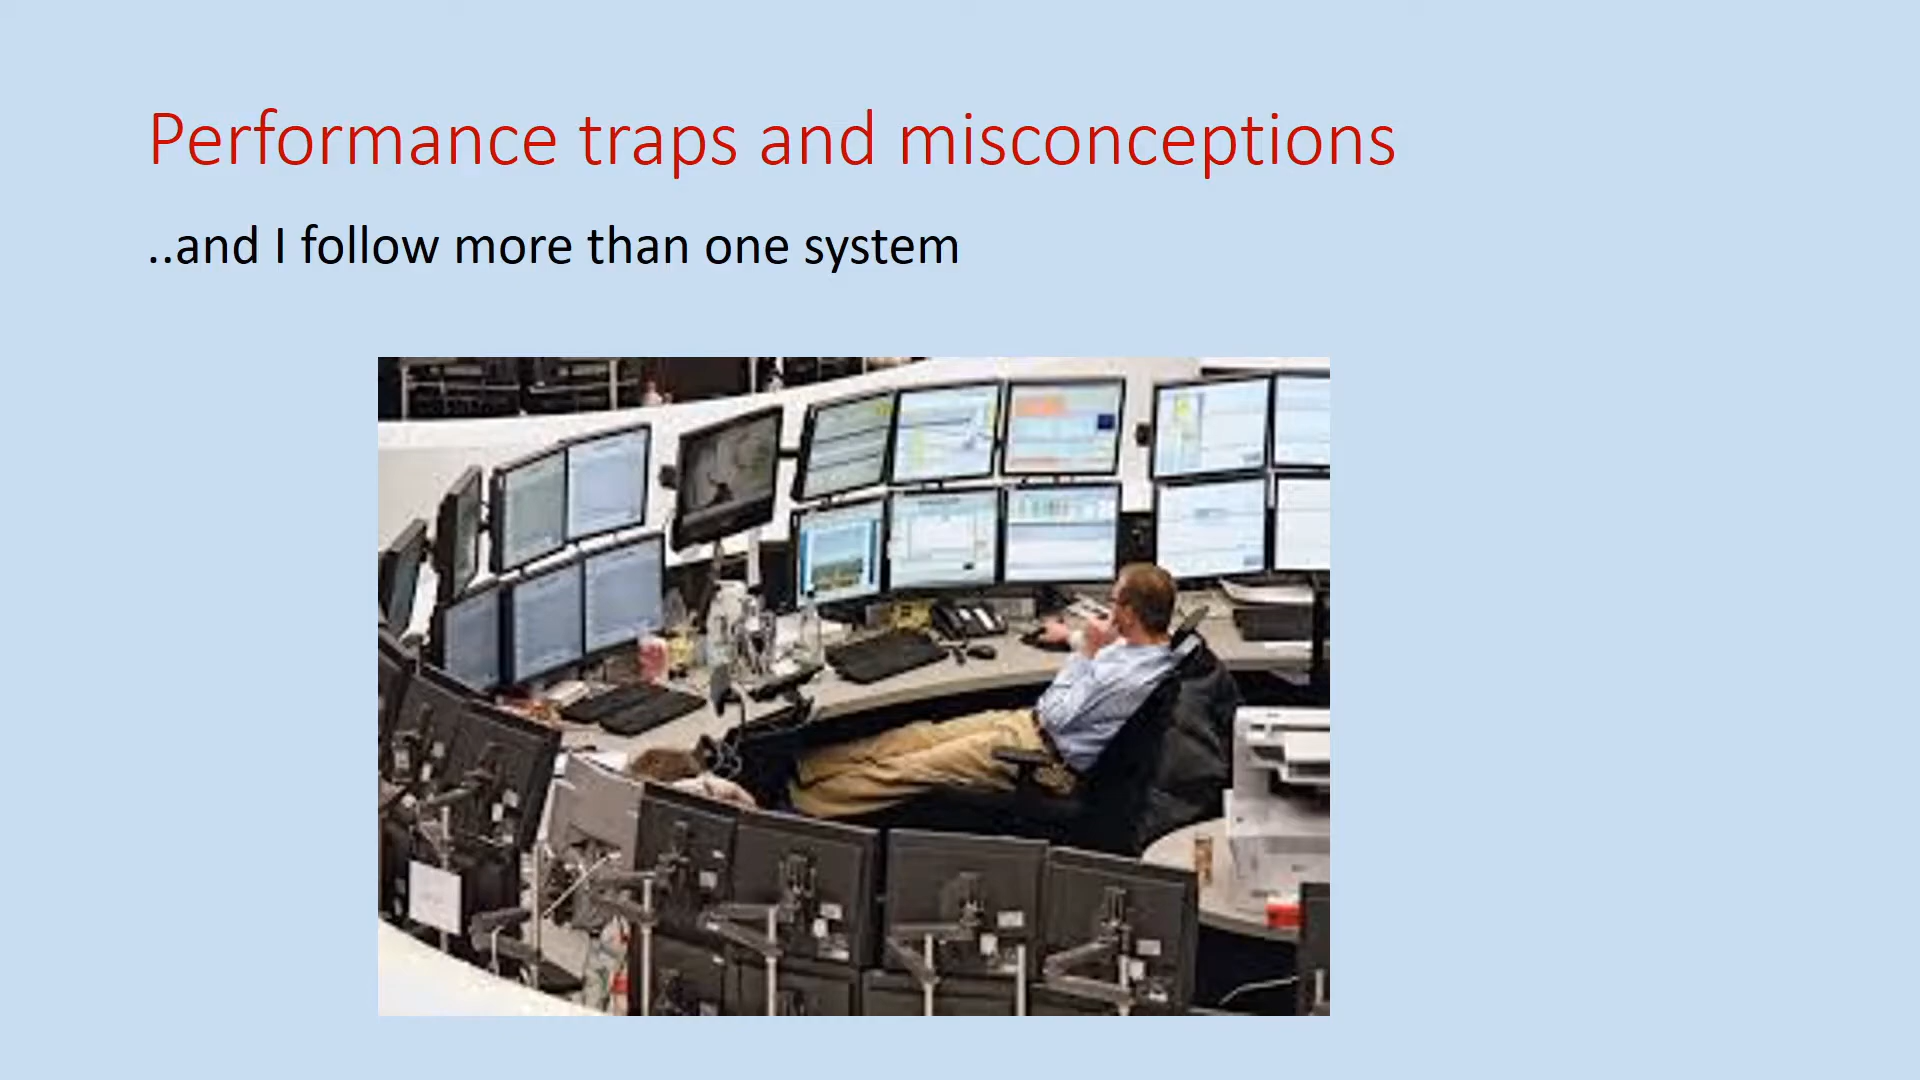 Performance traps and misconceptions
..and I follow more than one system